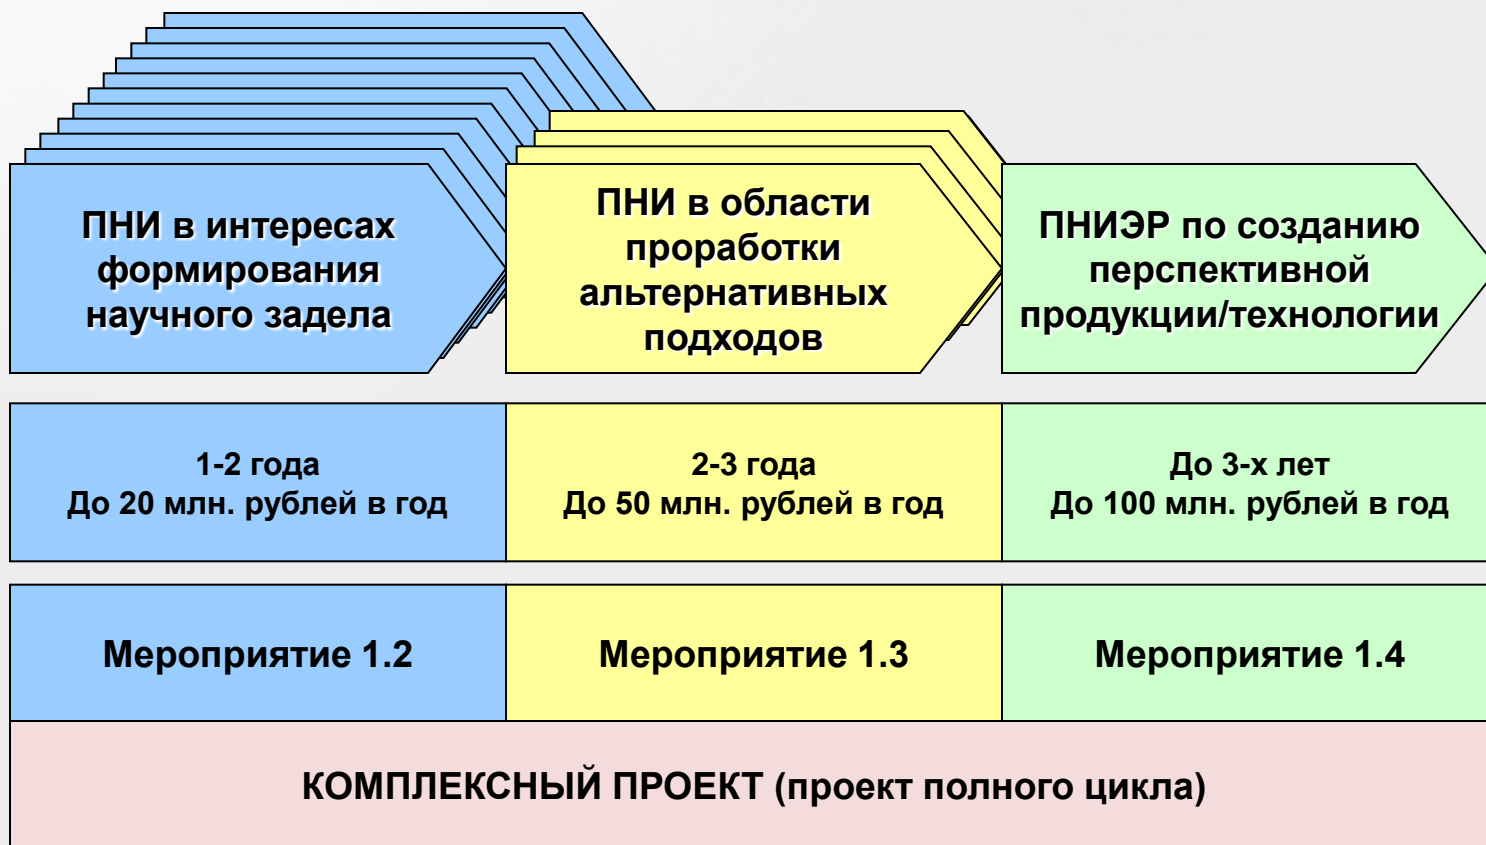 ПНИ в интересах
формирования
научного задела
ПНИ в области
проработки
альтернативных
подходов
ПНИЭР по созданию
перспективной
продукции/технологии
1-2 года
До 20 млн. рублей в год
2-3 года
До 50 млн. рублей в год
До 3-х лет
До 100 млн. рублей в год
Мероприятие 1.2
Мероприятие 1.3
Мероприятие 1.4
КОМПЛЕКСНЫЙ ПРОЕКТ (проект полного цикла)